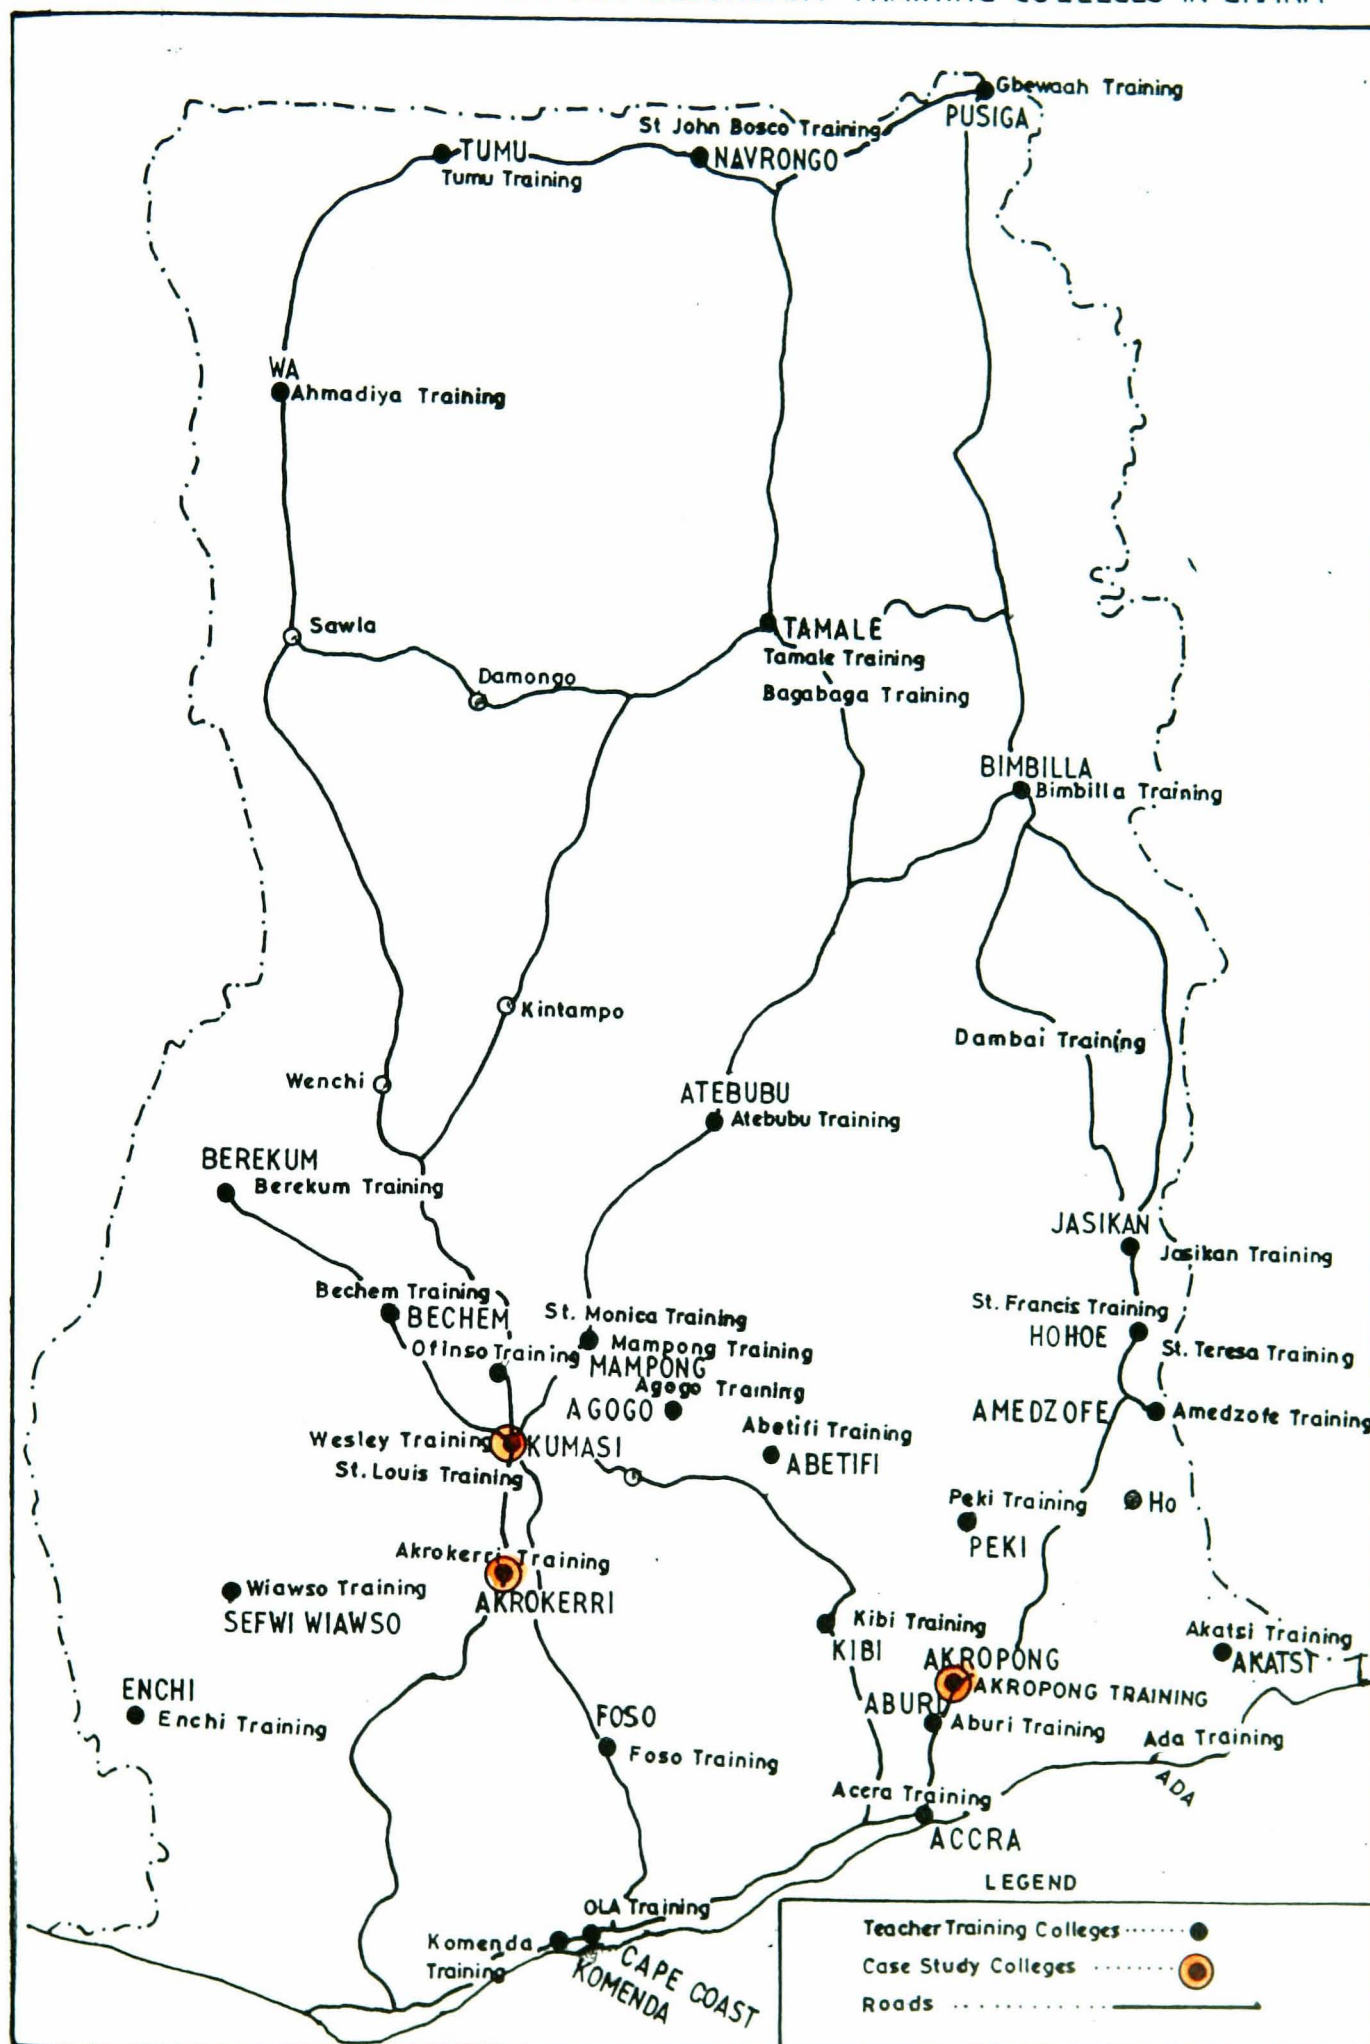 TRAINING COLLEGES IN GHANA
Gbewaah Training
PUSIGA
St John Bosco Training
NAVRONGO
TUMU
Tumu Training
WA
Ahmadiya Training
Sawla
TAMALE
Tamale Training
Damongo
Bagabaga Training
BIMBILLA
Bimbilla Training
Kintampo
Dambai Training
Wenchi
ATEBUBU
Atebubu Training
BEREKUM
Berekum Training
JASIKAN
Jasikan Training
Bechem Training
BECHEM
St. Monica Training
Mampong Training
MAMPONG
St. Francis Training
HOHOE
St. Teresa Training
Ofinso Training
Agogo Training
AGOGO
AMEDZOFE
Amedzofe Training
Abetifi Training
ABETIFI
Wesley Training
KUMASI
St. Louis Training
Peki Training
PEKI
Ho
Akrokerri Training
AKROKERRI
Wiawso Training
SEFWI WIAWSO
Kibi Training
KIBI
AKROPONG
AKROPONG TRAINING
Akatsi Training
AKATSI
ENCHI
Enchi Training
ABURI
Aburi Training
FOSO
Foso Training
Ada Training
ADA
Accra Training
ACCRA
OLA Training
CAPE COAST
Komenda
Training
KOMENDA
LEGEND
Teacher Training Colleges
Case Study Colleges
Roads